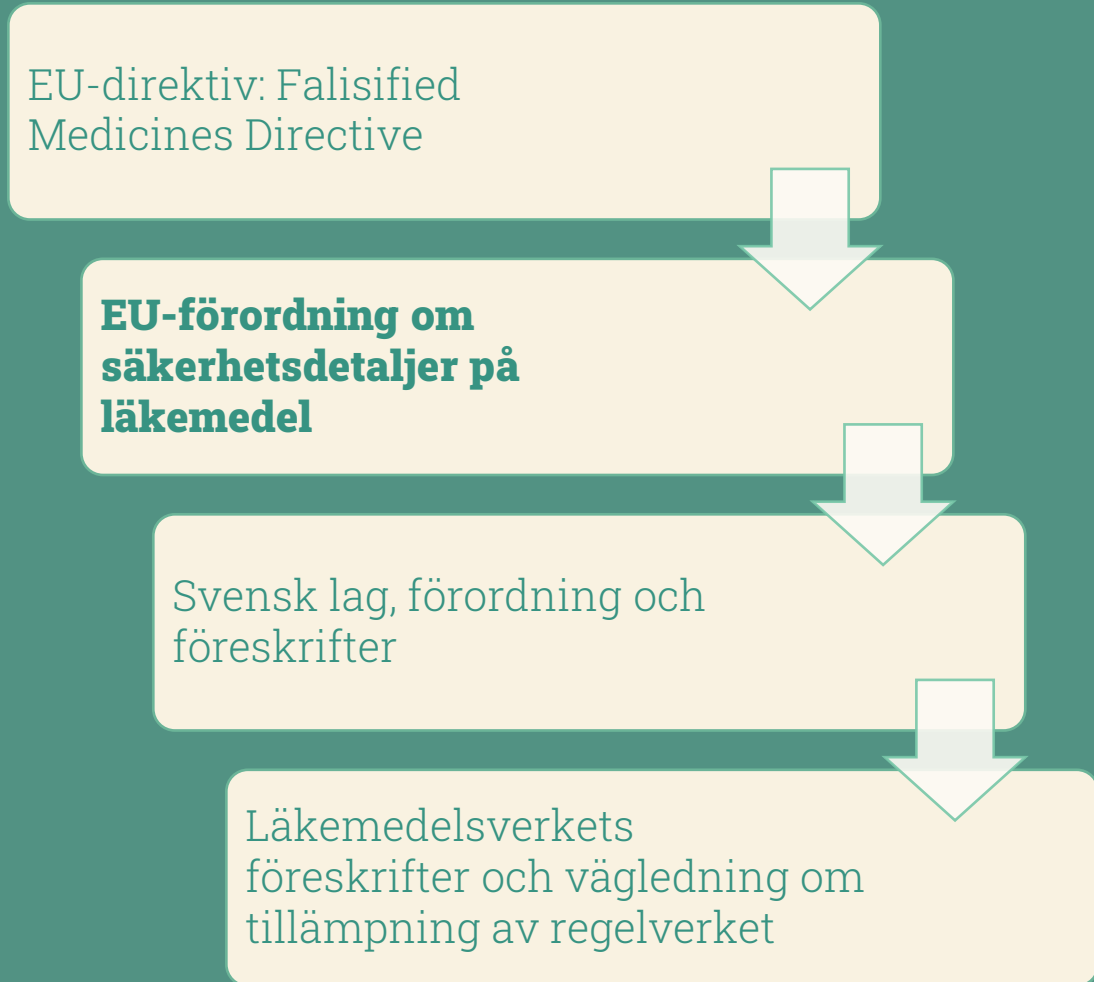 EU-direktiv: Falisified
Medicines Directive
EU-förordning om
säkerhetsdetaljer på
läkemedel
Svensk lag, förordning och
föreskrifter
Läkemedelsverkets
föreskrifter och vägledning om
tillämpning av regelverket